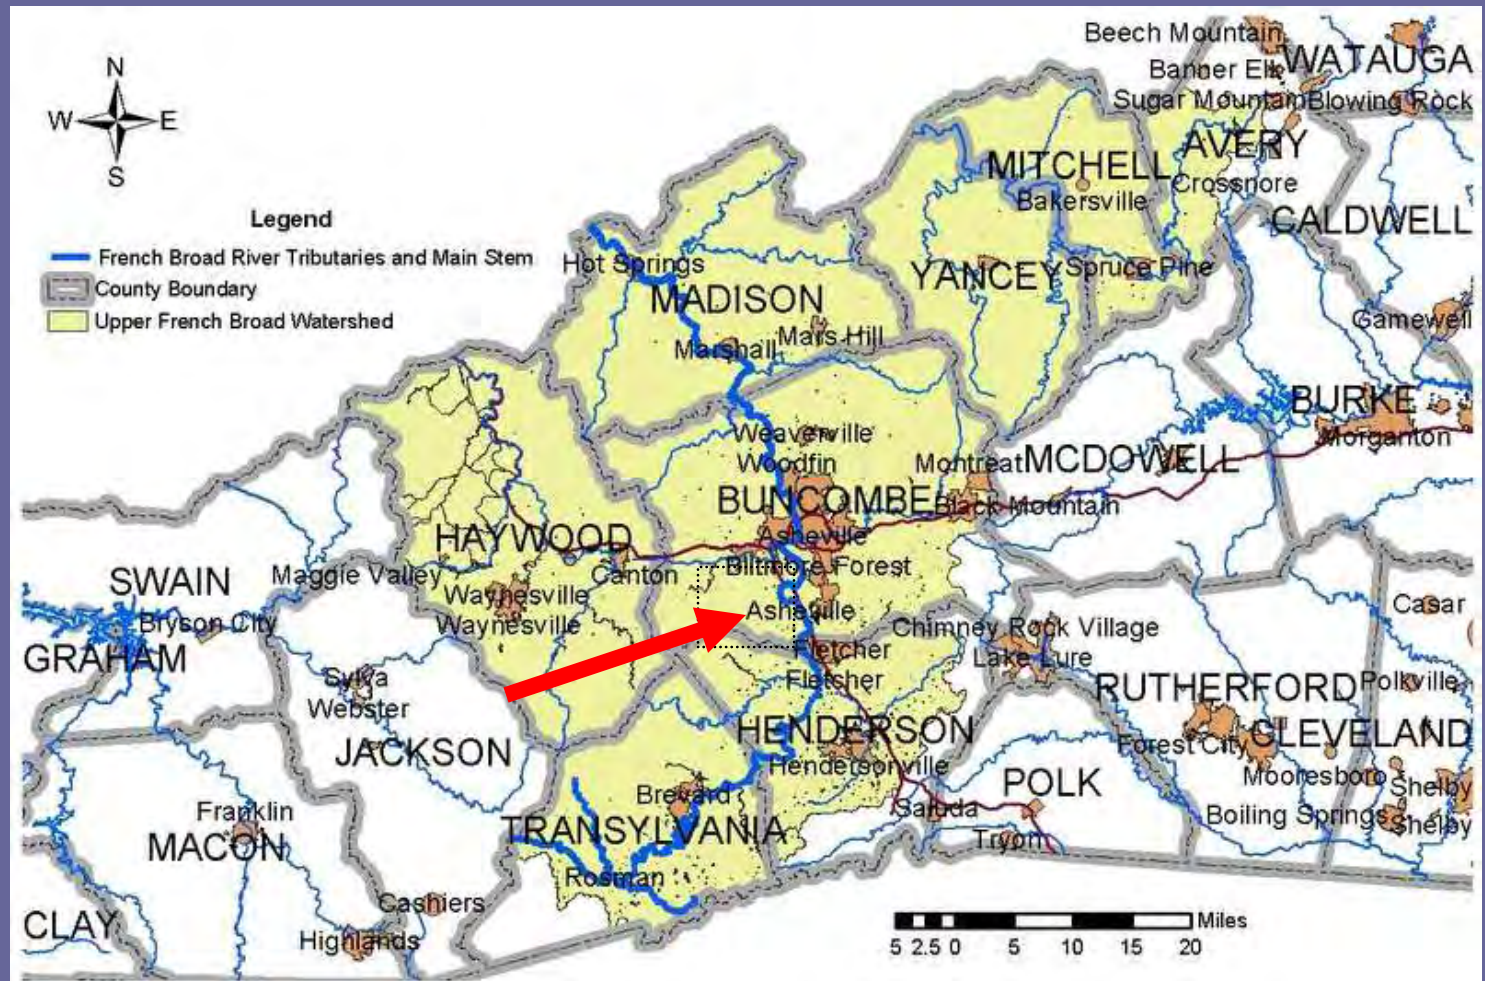 N
W E
S
Legend
French Broad River Tributaries and Main Stem
County Boundary
Upper French Broad Watershed
Beech Mountain
WATAUGA
Banner Elk
Sugar Mountain
Blowing Rock
AVERY
MITCHELL
Crossnore
Bakersville
CALDWELL
Hot Springs
YANCEY
Spruce Pine
MADISON
Gamewell
Mars Hill
Marshall
BURKE
Weaverville
Morganton
Woodfin
Montreat
MCDOWELL
BUNCOMBE
Black Mountain
HAYWOOD
Asheville
Biltmore Forest
SWAIN
Maggie Valley
Canton
Waynesville
Casar
Asheville
Bryson City
Waynesville
Chimney Rock Village
GRAHAM
Fletcher
Lake Lure
Sylva
Fletcher
RUTHERFORD
Polkville
Webster
HENDERSON
CLEVELAND
JACKSON
Forest City
Hendersonville
Mooresboro
POLK
Shelby
Brevard
Franklin
Saluda
Boiling Springs
Shelby
TRANSYLVANIA
MACON
Tryon
Rosman
Cashiers
CLAY
Highlands
Miles
5 2.5 0 5 10 15 20